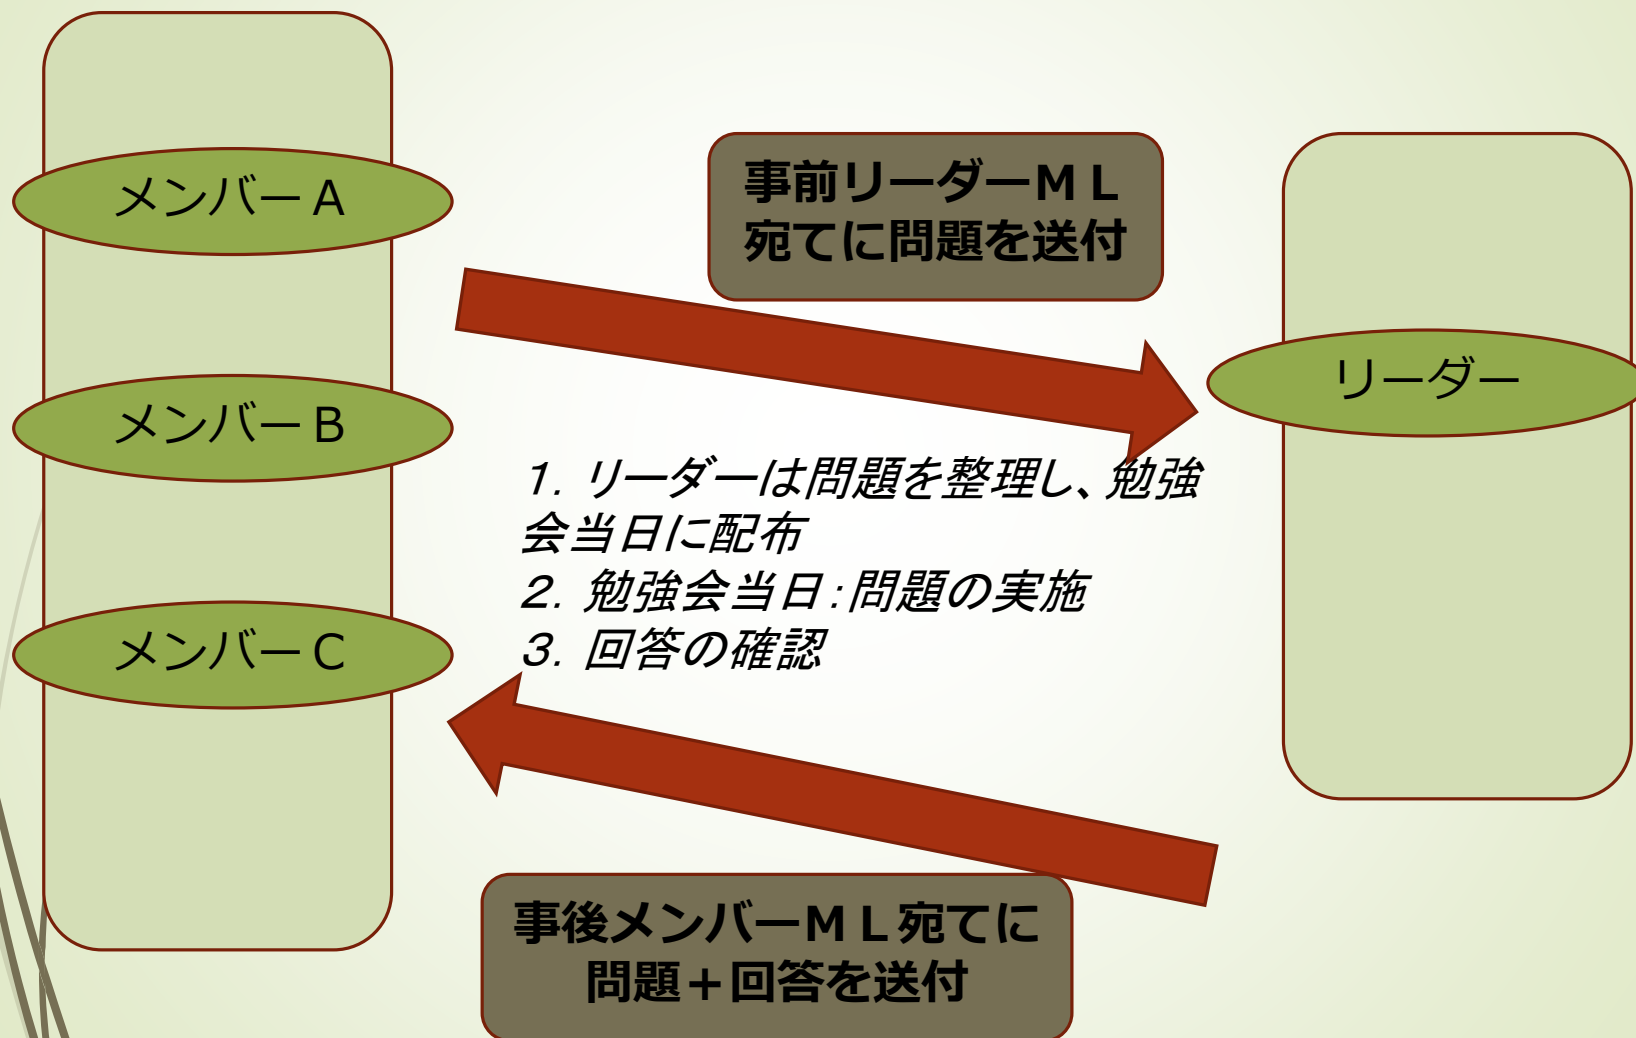 メンバーA
メンバーB
メンバーC
事前リーダーＭＬ
宛てに問題を送付
リーダー
1. リーダーは問題を整理し、勉強
会当日に配布
2. 勉強会当日：問題の実施
3. 回答の確認
事後メンバーＭＬ宛てに
問題＋回答を送付